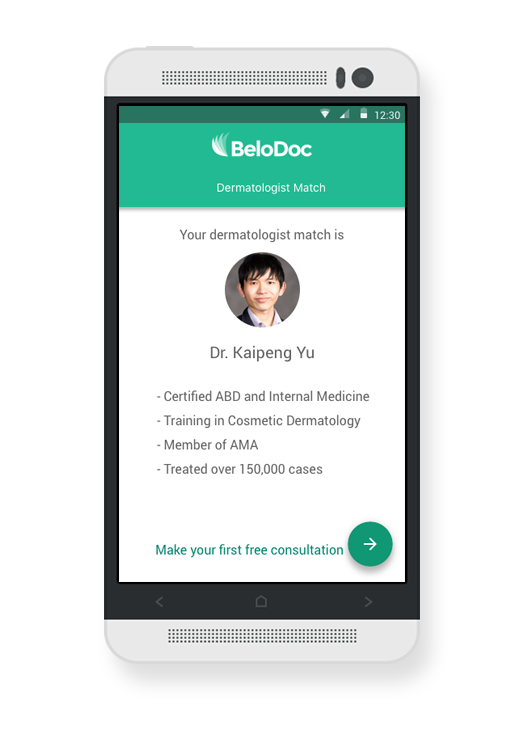 12:30
BeloDoc
Dermatologist Match
Your dermatologist match is
Dr. Kaipeng Yu
- Certified ABD and Internal Medicine
- Training in Cosmetic Dermatology
- Member of AMA
- Treated over 150,000 cases
Make your first free consultation